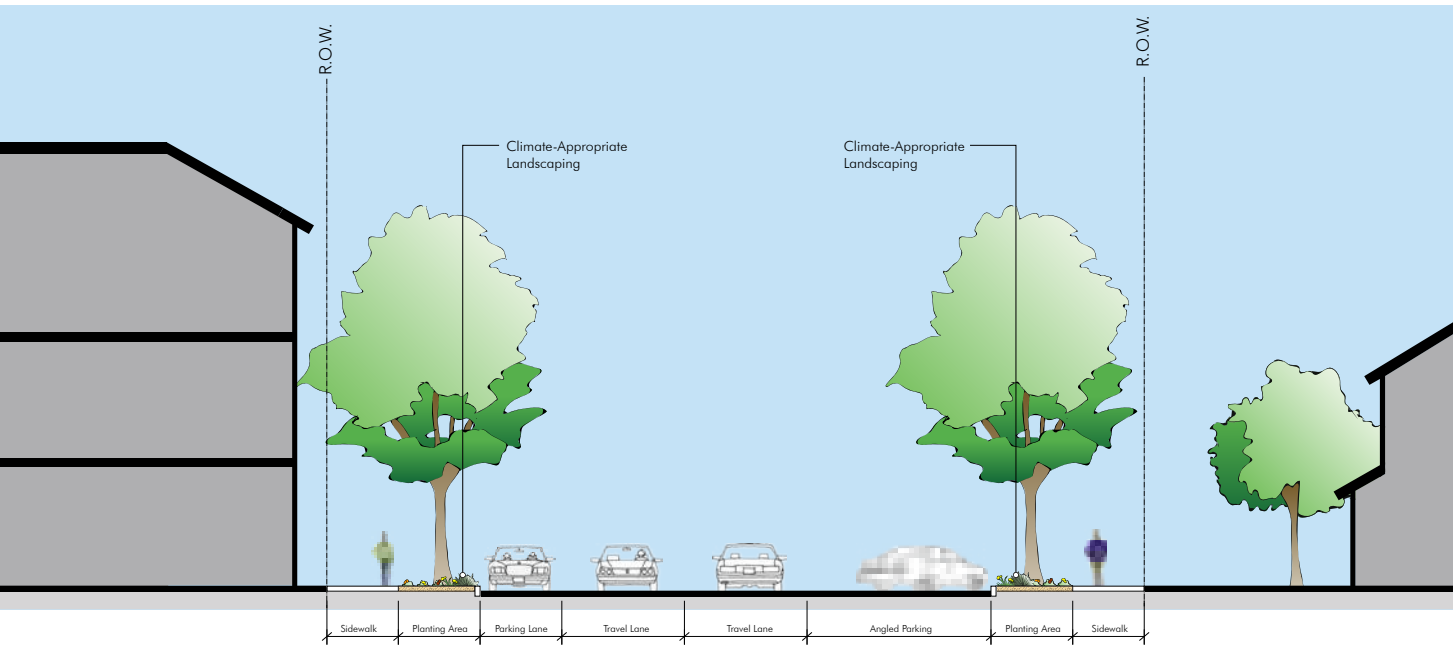 R.O.W.
R.O.W.
Climate-Appropriate
Landscaping
Climate-Appropriate
Landscaping
Sidewalk
Planting Area
Parking Lane
Travel Lane
Travel Lane
Angled Parking
Planting Area
Sidewalk